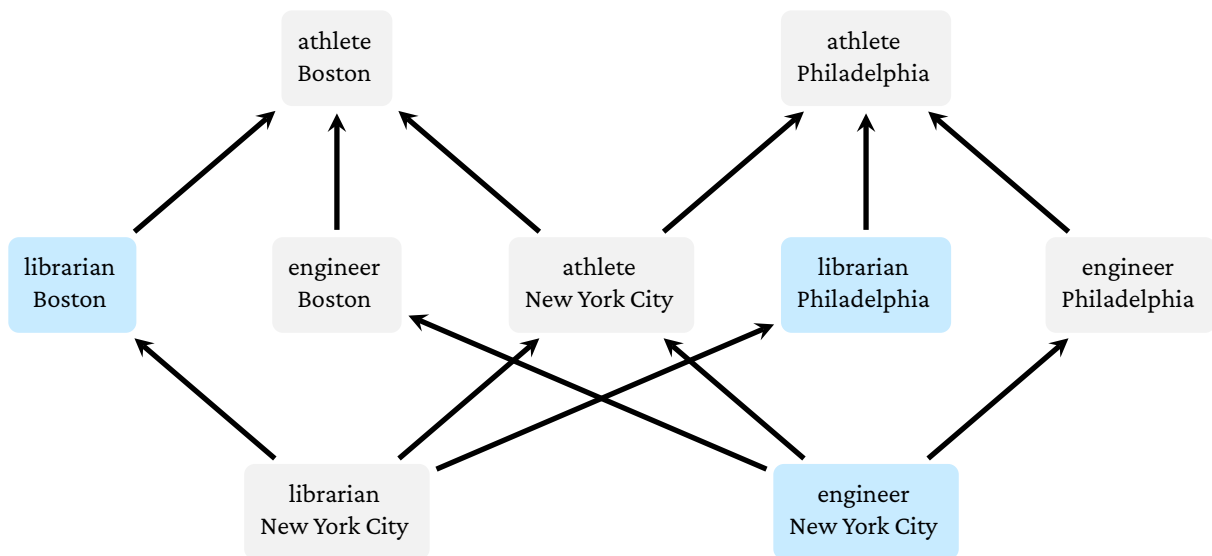 athlete
Boston
athlete
Philadelphia
librarian
Boston
engineer
Boston
athlete
New York City
librarian
Philadelphia
engineer
Philadelphia
librarian
New York City
engineer
New York City